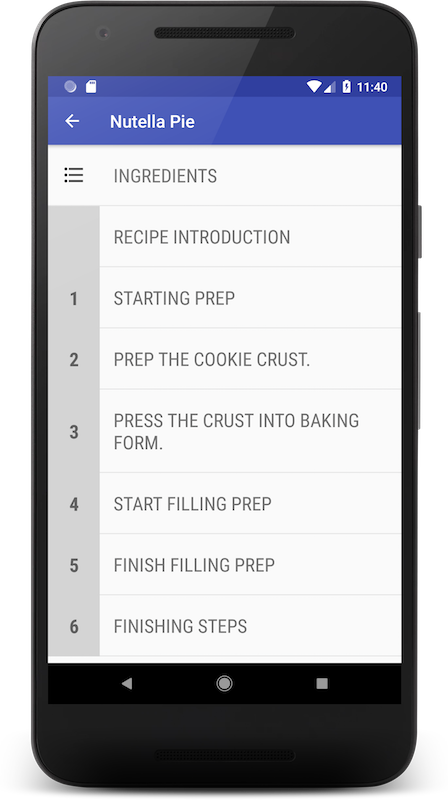 11:40
Nutella Pie
INGREDIENTS
RECIPE INTRODUCTION
1 STARTING PREP
2 PREP THE COOKIE CRUST.
3 PRESS THE CRUST INTO BAKING
FORM.
4 START FILLING PREP
5 FINISH FILLING PREP
6 FINISHING STEPS